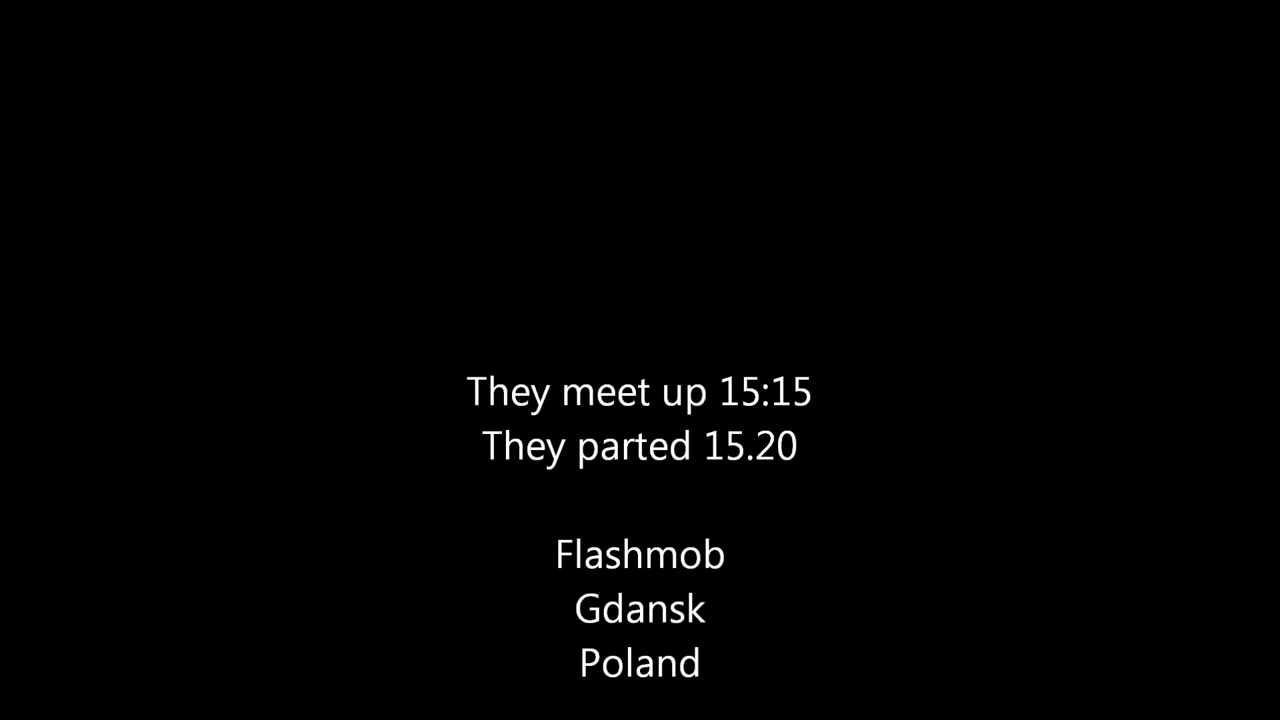 They meet up 15:15
They parted 15.20
Flashmob
Gdansk
Poland